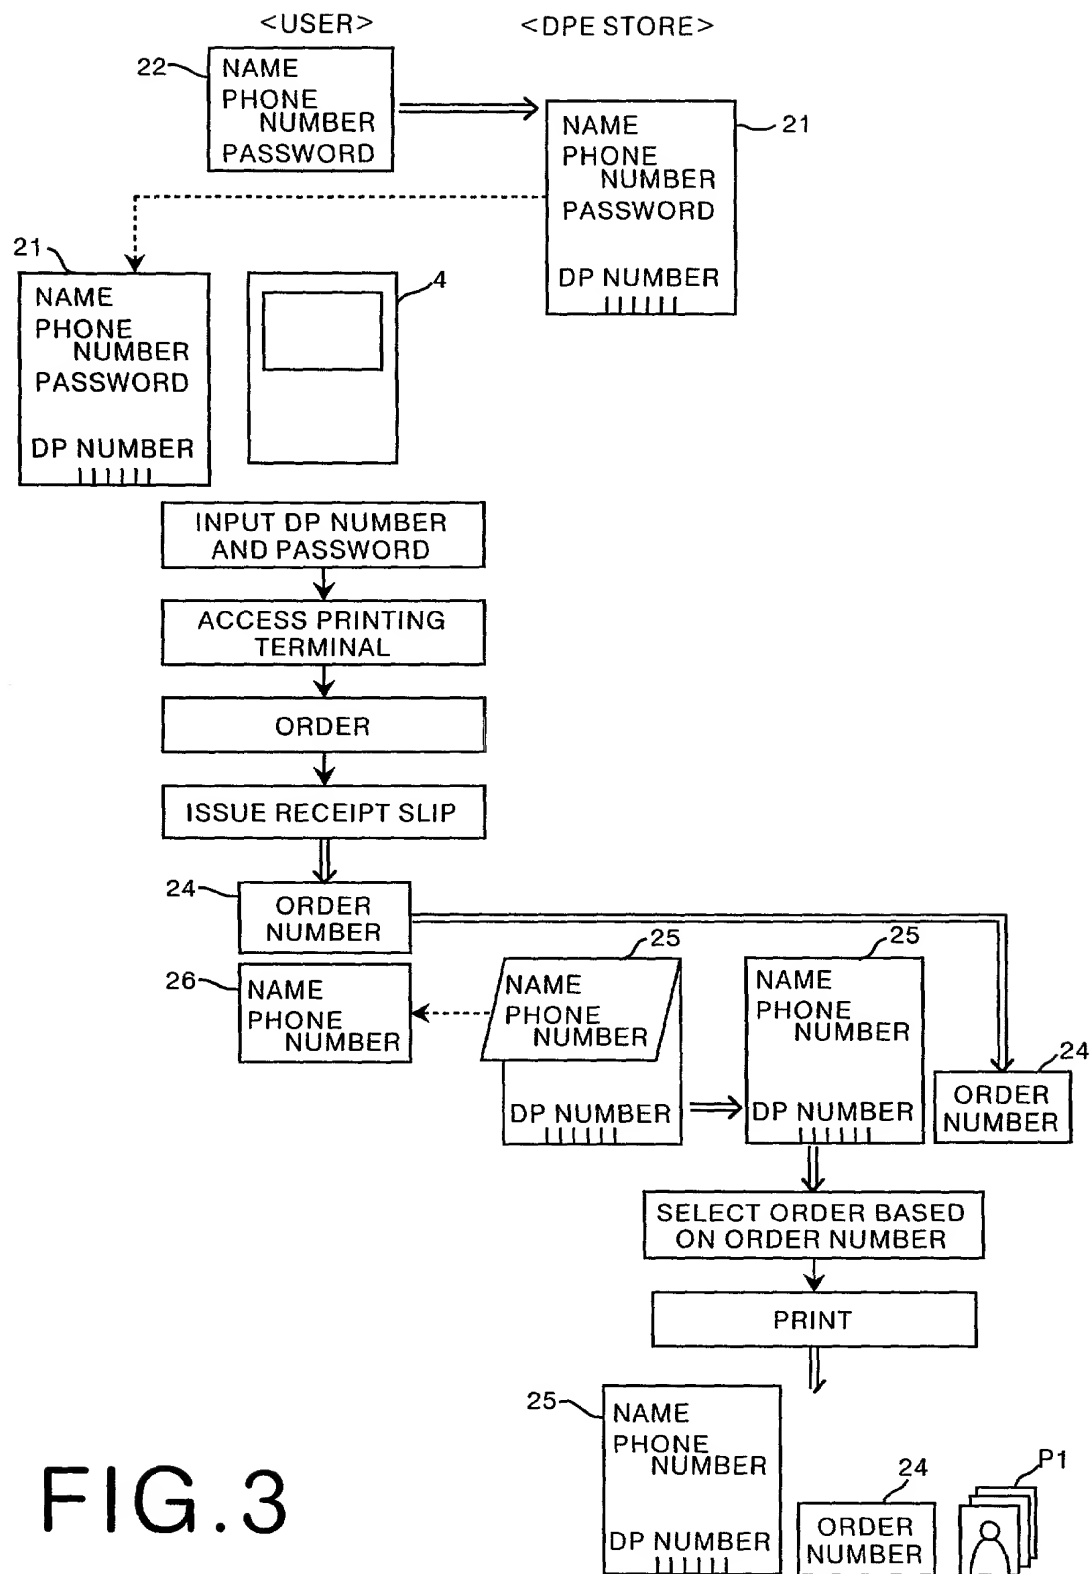 <USER>
<DPE STORE>
22
NAME
PHONE
NUMBER
PASSWORD
21
NAME
PHONE
NUMBER
PASSWORD
DP NUMBER
21
NAME
PHONE
NUMBER
PASSWORD
DP NUMBER
4
INPUT DP NUMBER
AND PASSWORD
ACCESS PRINTING
TERMINAL
ORDER
ISSUE RECEIPT SLIP
24
ORDER
NUMBER
26
NAME
PHONE
NUMBER
25
NAME
PHONE
NUMBER
DP NUMBER
25
NAME
PHONE
NUMBER
DP NUMBER
24
ORDER
NUMBER
SELECT ORDER BASED
ON ORDER NUMBER
PRINT
25
NAME
PHONE
NUMBER
DP NUMBER
24
ORDER
NUMBER
P1
FIG.3